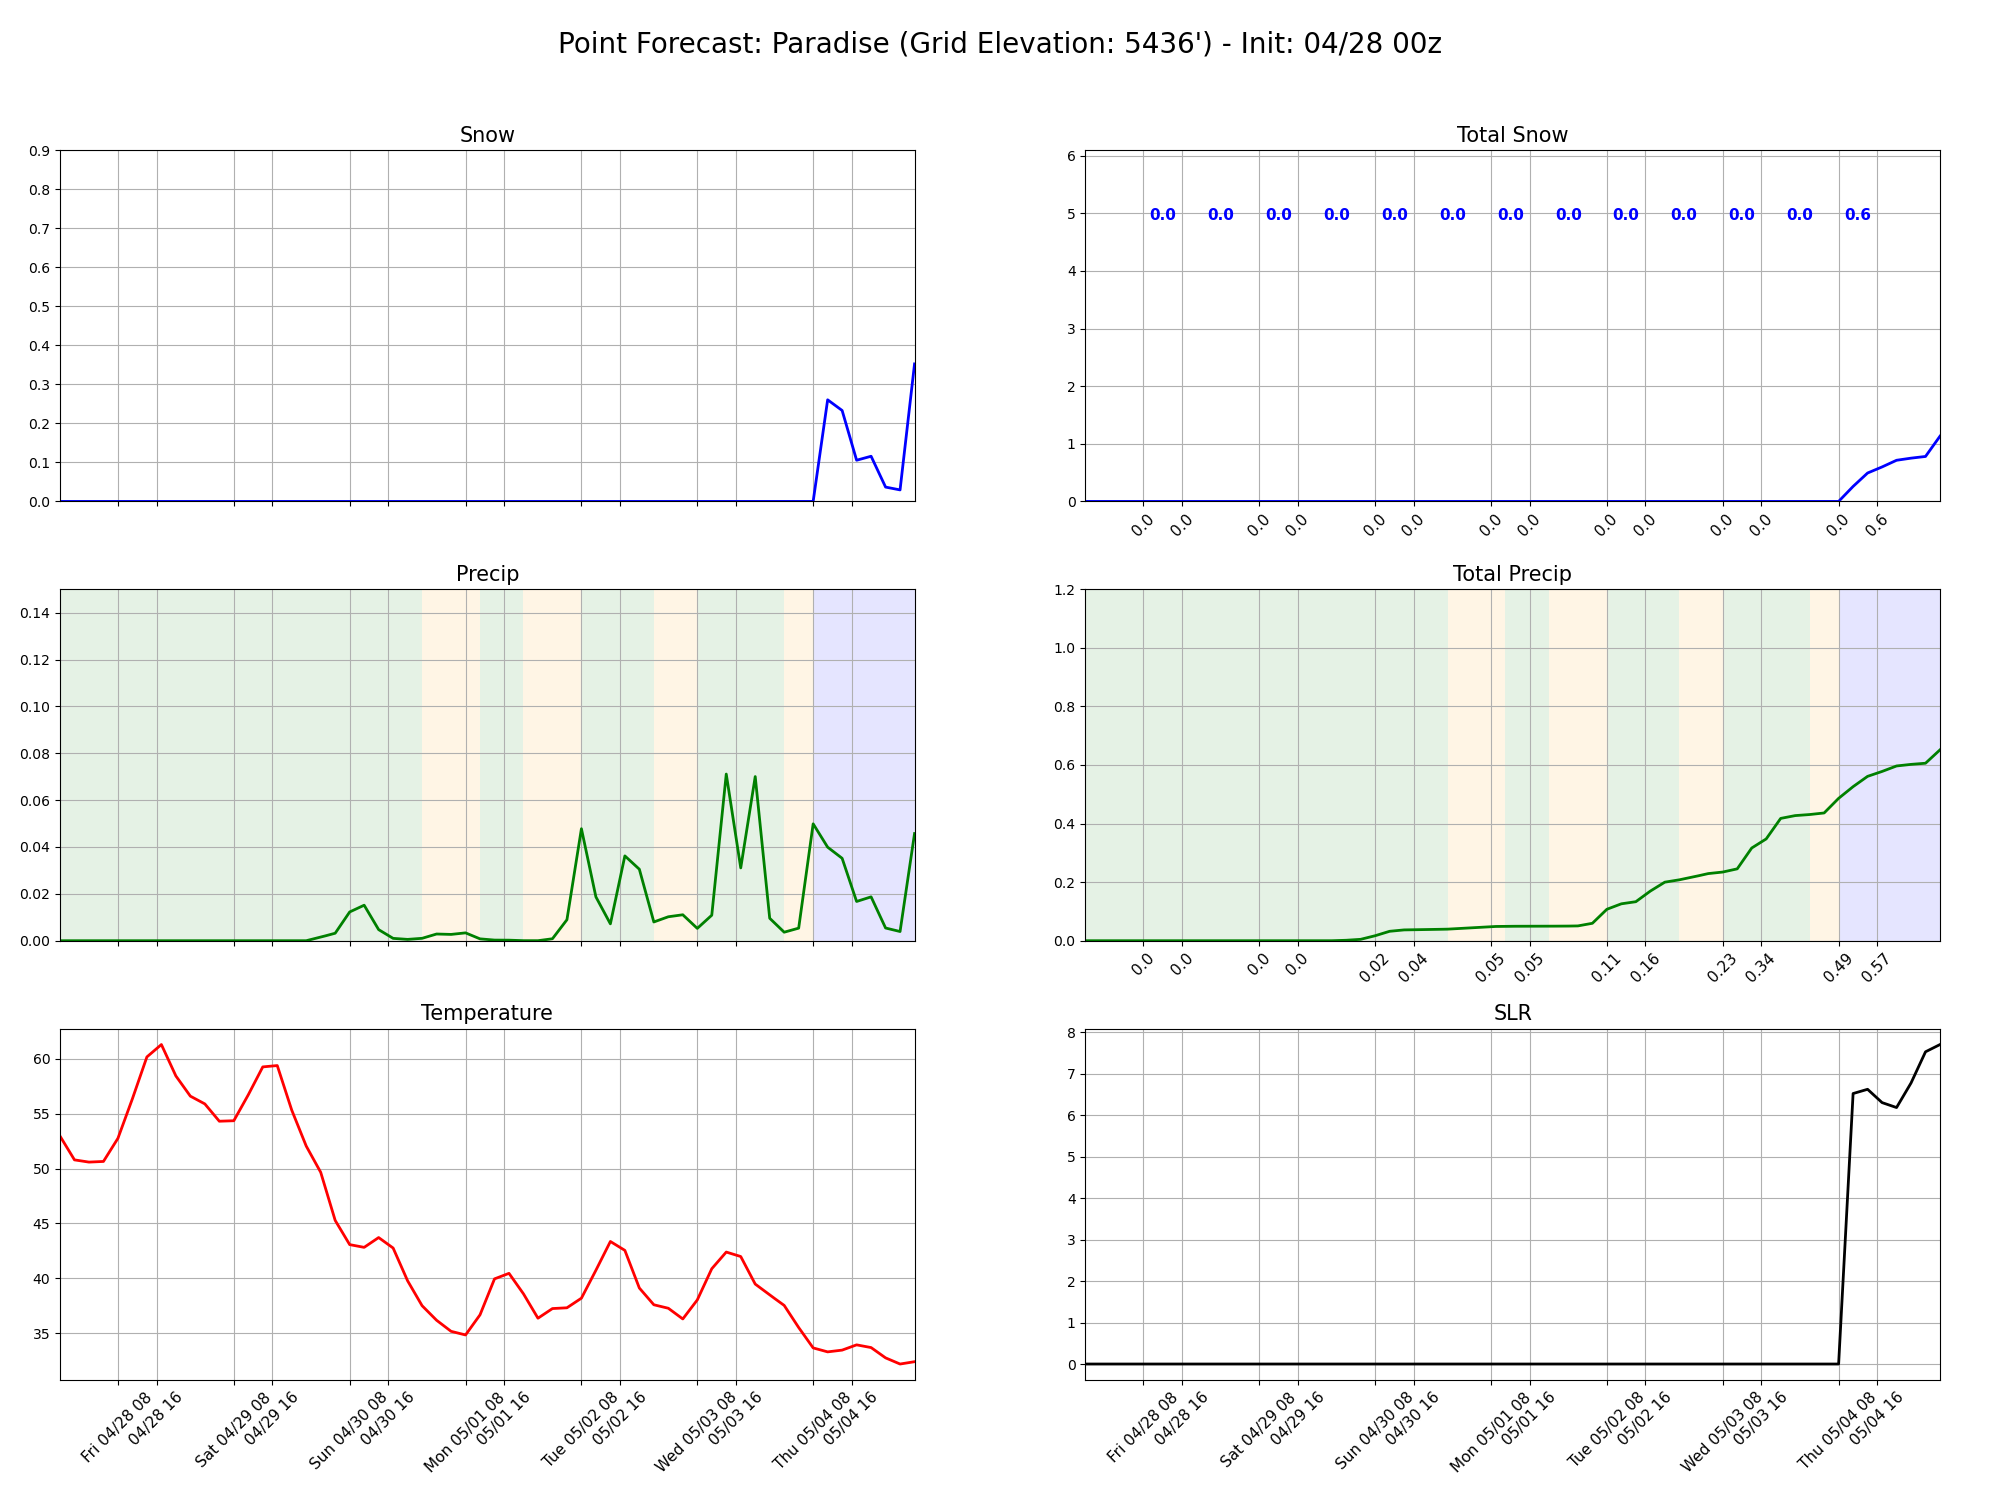 Point Forecast: Paradise (Grid Elevation: 5436') - Init: 04/28 00z
Snow
0.9
0.8
0.7
0.6
0.5
0.4
0.3
0.2
0.1
0.0
Total Snow
6
5
4
3
2
1
0
0.0 0.0 0.0 0.0 0.0 0.0 0.0 0.0 0.0 0.0 0.0 0.0 0.6
0.0 0.0 0.0 0.0 0.0 0.0 0.0 0.0 0.0 0.0 0.0 0.0 0.0 0.6
Precip
0.14
0.12
0.10
0.08
0.06
0.04
0.02
0.00
Total Precip
1.2
1.0
0.8
0.6
0.4
0.2
0.0
0.0 0.0 0.0 0.0 0.02 0.04 0.05 0.05 0.11 0.16 0.23 0.34 0.49 0.57
Temperature
60
55
50
45
40
35
Fri 04/28 08
04/28 16
Sat 04/29 08
04/29 16
Sun 04/30 08
04/30 16
Mon 05/01 08
05/01 16
Tue 05/02 08
05/02 16
Wed 05/03 08
05/03 16
Thu 05/04 08
05/04 16
SLR
8
7
6
5
4
3
2
1
0
Fri 04/28 08
04/28 16
Sat 04/29 08
04/29 16
Sun 04/30 08
04/30 16
Mon 05/01 08
05/01 16
Tue 05/02 08
05/02 16
Wed 05/03 08
05/03 16
Thu 05/04 08
05/04 16